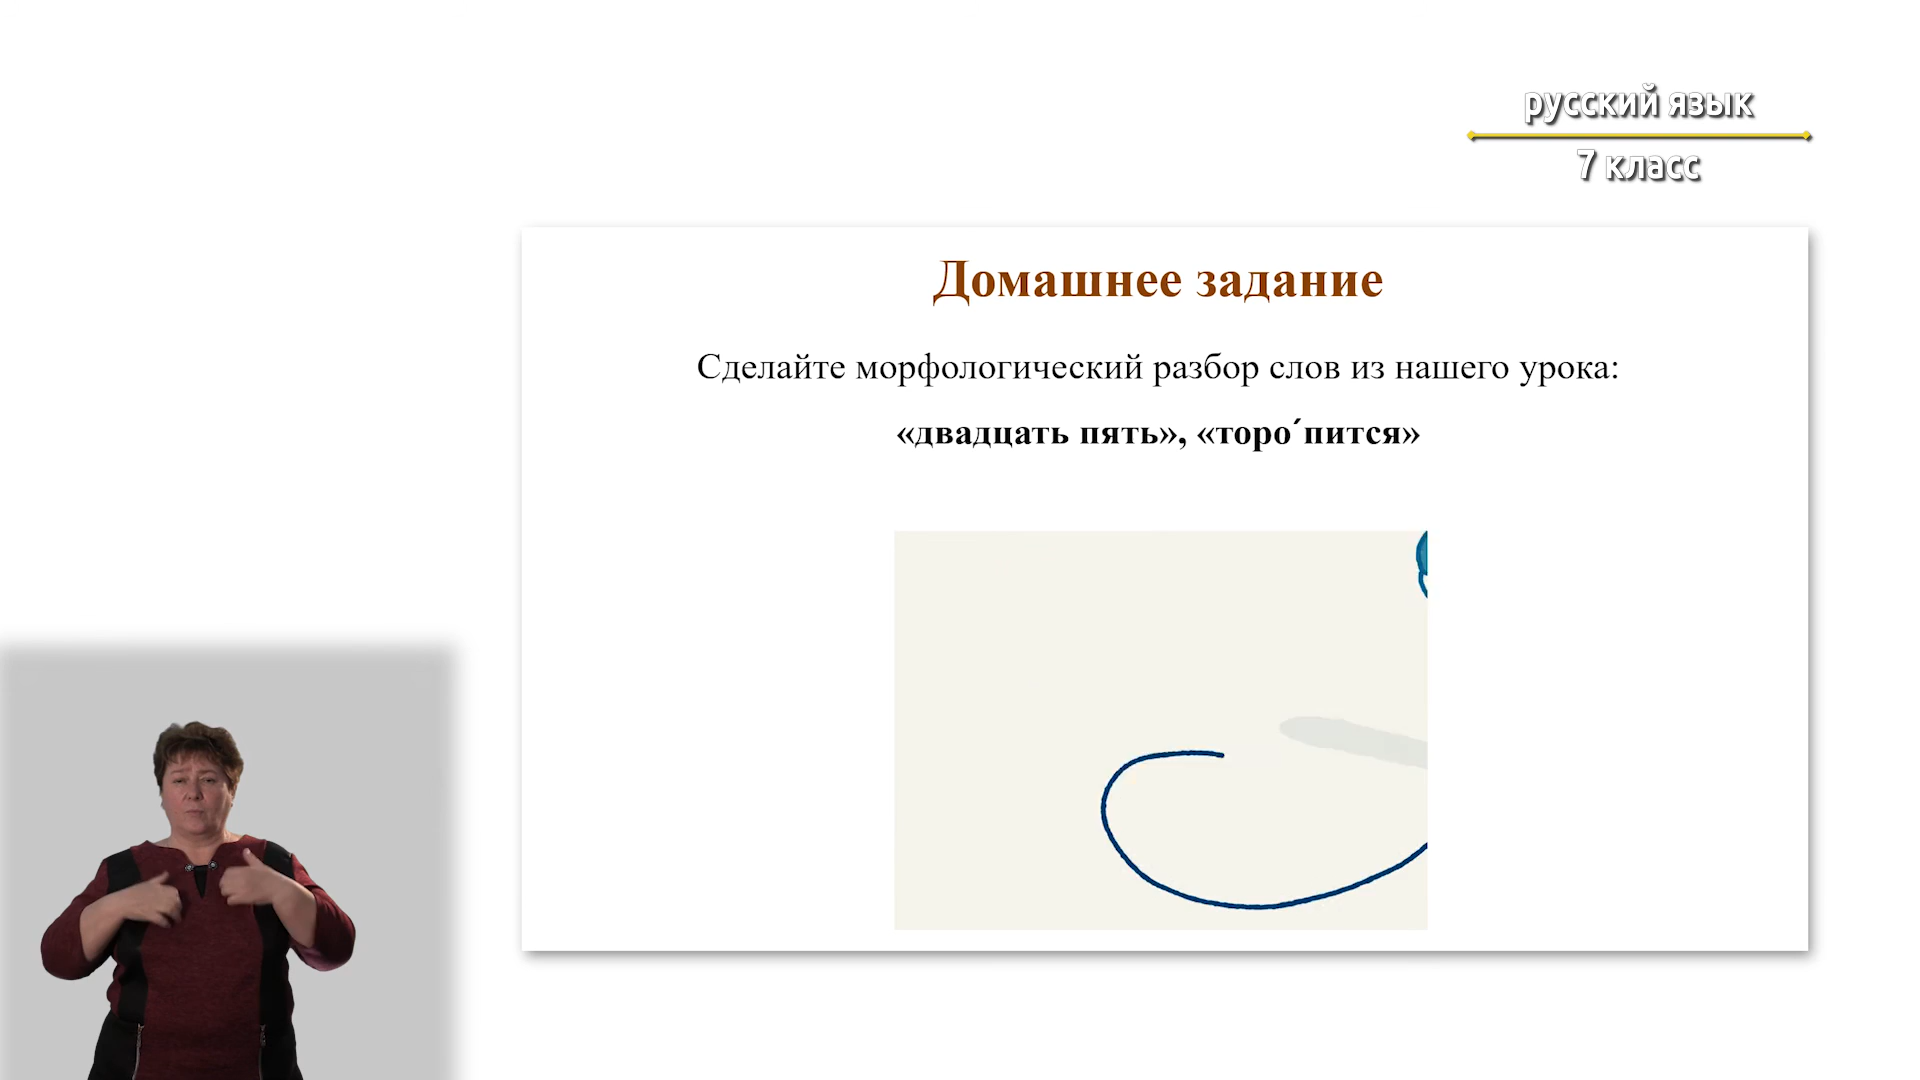 русский язык
7 класс
Домашнее задание
Сделайте морфологический разбор слов из нашего урока:
«двадцать пять», «торо´пится»